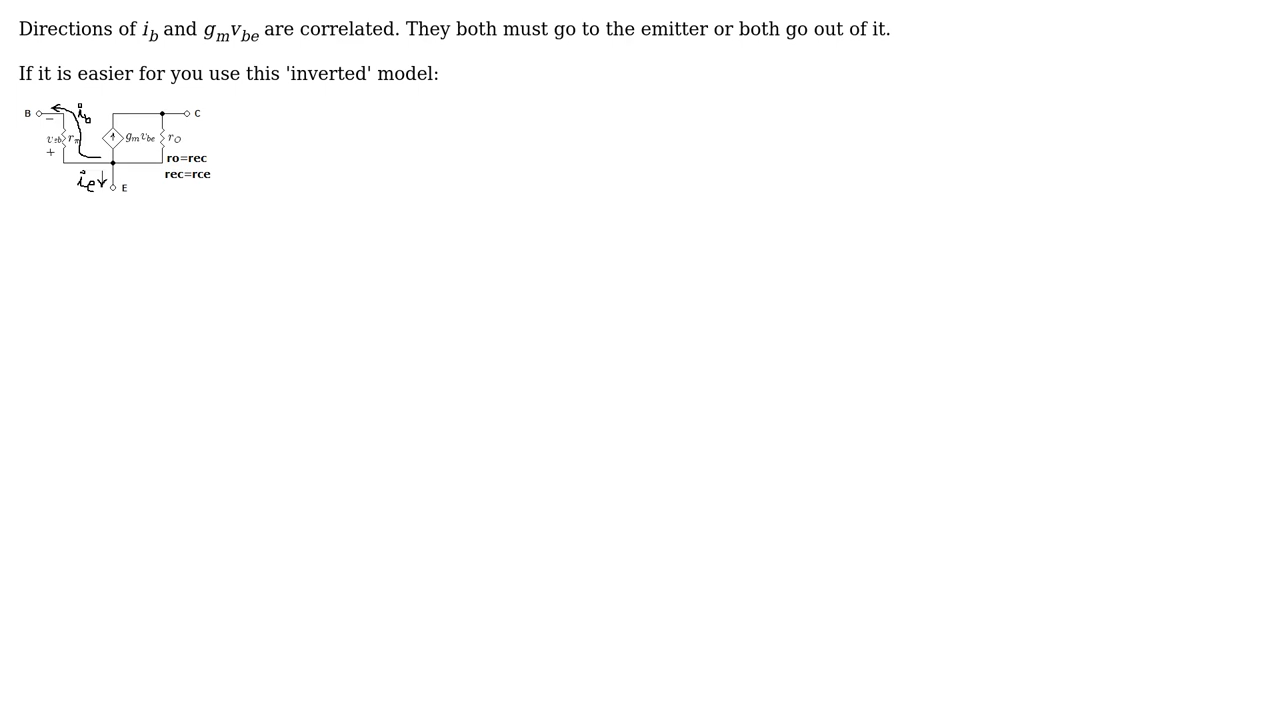 Directions of i_b and g_m v_be are correlated. They both must go to the emitter or both go out of it.
If it is easier for you use this 'inverted' model:
B i_b C
−
v_eb r_π g_m v_be r_O
+
ro=rec
rec=rce
i_e E